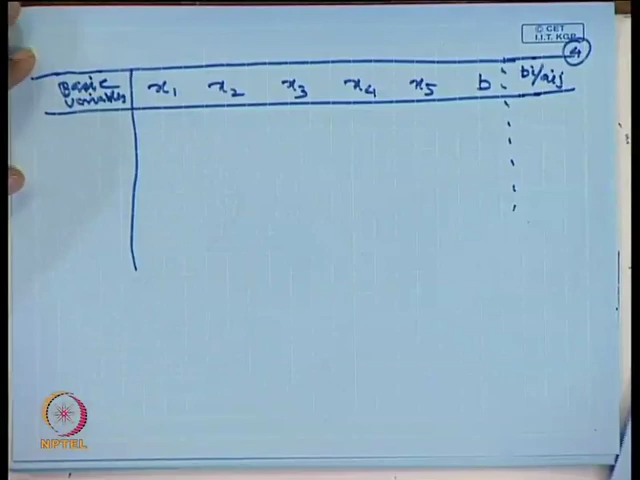 © CET
I.I.T. KGP
4
Basic variables x₁ x₂ x₃ x₄ x₅ b bi/aij
NPTEL